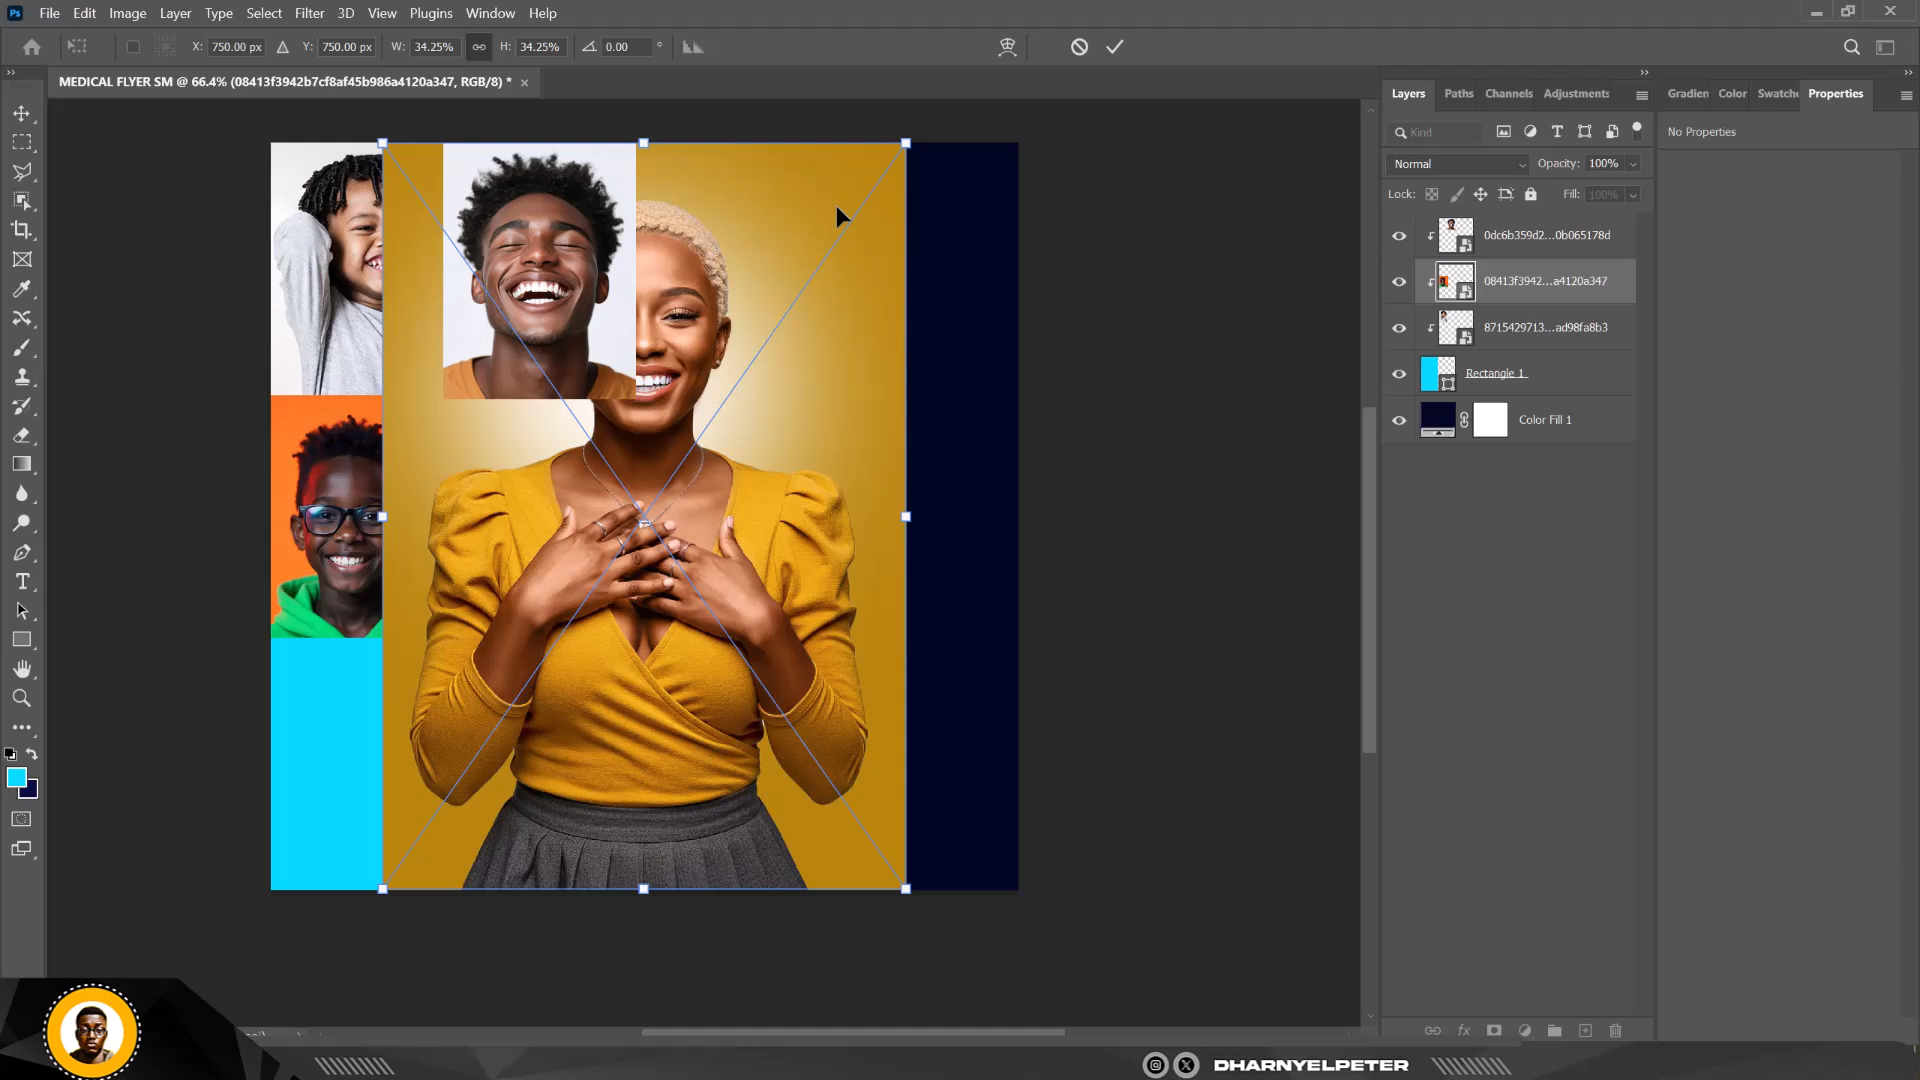 Ps File Edit Image Layer Type Select Filter 3D View Plugins Window Help
X: 750.00 px Y: 750.00 px W: 34.25% H: 34.25% 0.00 °
MEDICAL FLYER SM @ 66.4% (08413f3942b7cf8af45b986a4120a347, RGB/8) * ×
Layers Paths Channels Adjustments
Gradien Color Swatche Properties
Kind
No Properties
Normal Opacity: 100%
Lock: Fill: 100%
0dc6b359d2...0b065178d
08413f3942...a4120a347
8715429713...ad98fa8b3
Rectangle 1
Color Fill 1
fx
DHARNYELPETER